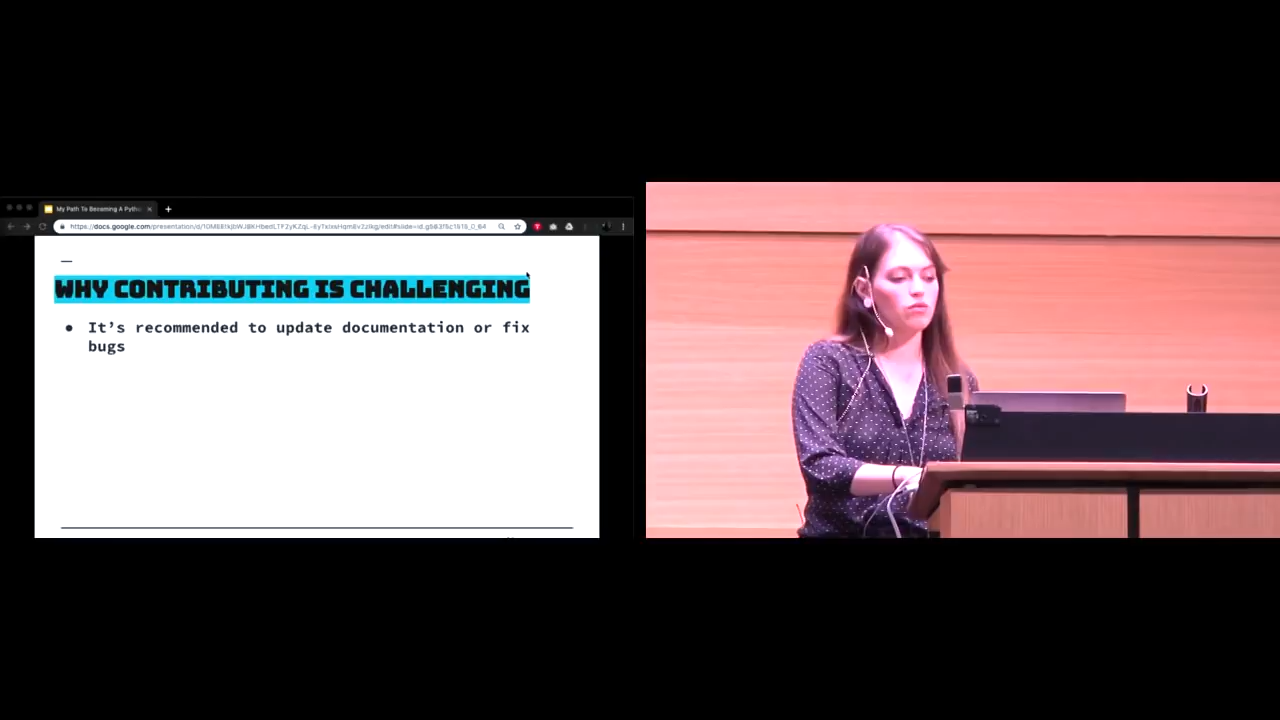 My Path To Becoming A Pytho
WHY CONTRIBUTING IS CHALLENGING
● It's recommended to update documentation or fix
bugs